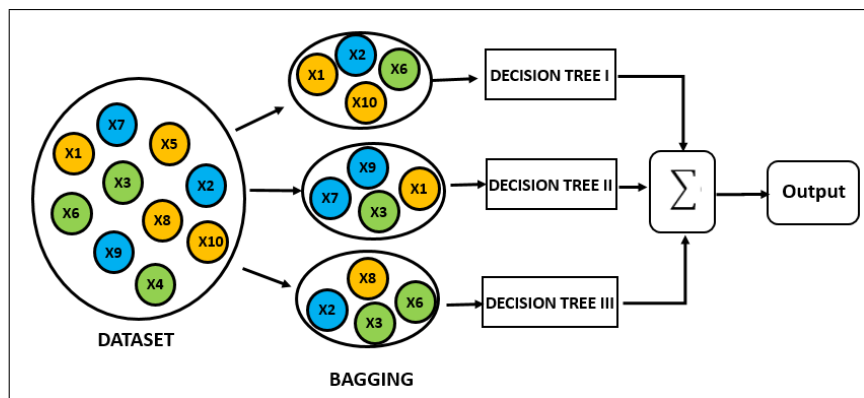 X7
X1
X5
X3
X2
X6
X8
X10
X9
X4
DATASET
X2
X1
X6
X10
X9
X7
X1
X3
X8
X2
X6
X3
BAGGING
DECISION TREE I
DECISION TREE II
DECISION TREE III
∑
Output